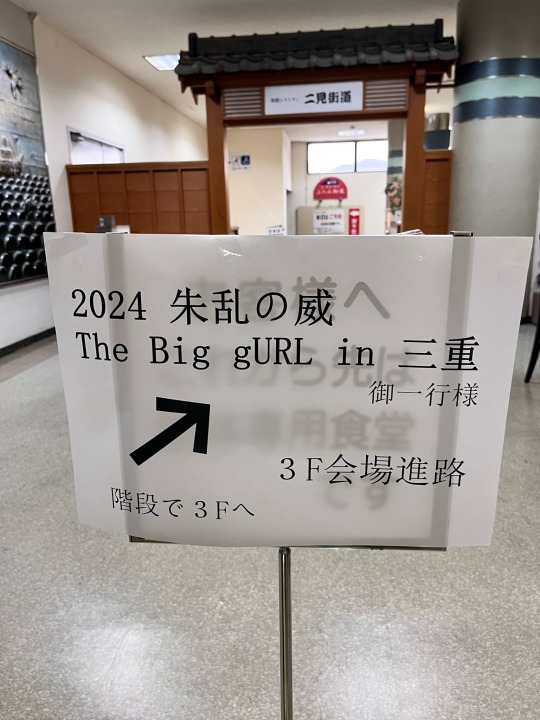 二見街道
2024 朱乱の威
The Big gURL in 三重
御一行様
３Ｆ会場進路
階段で３Ｆへ